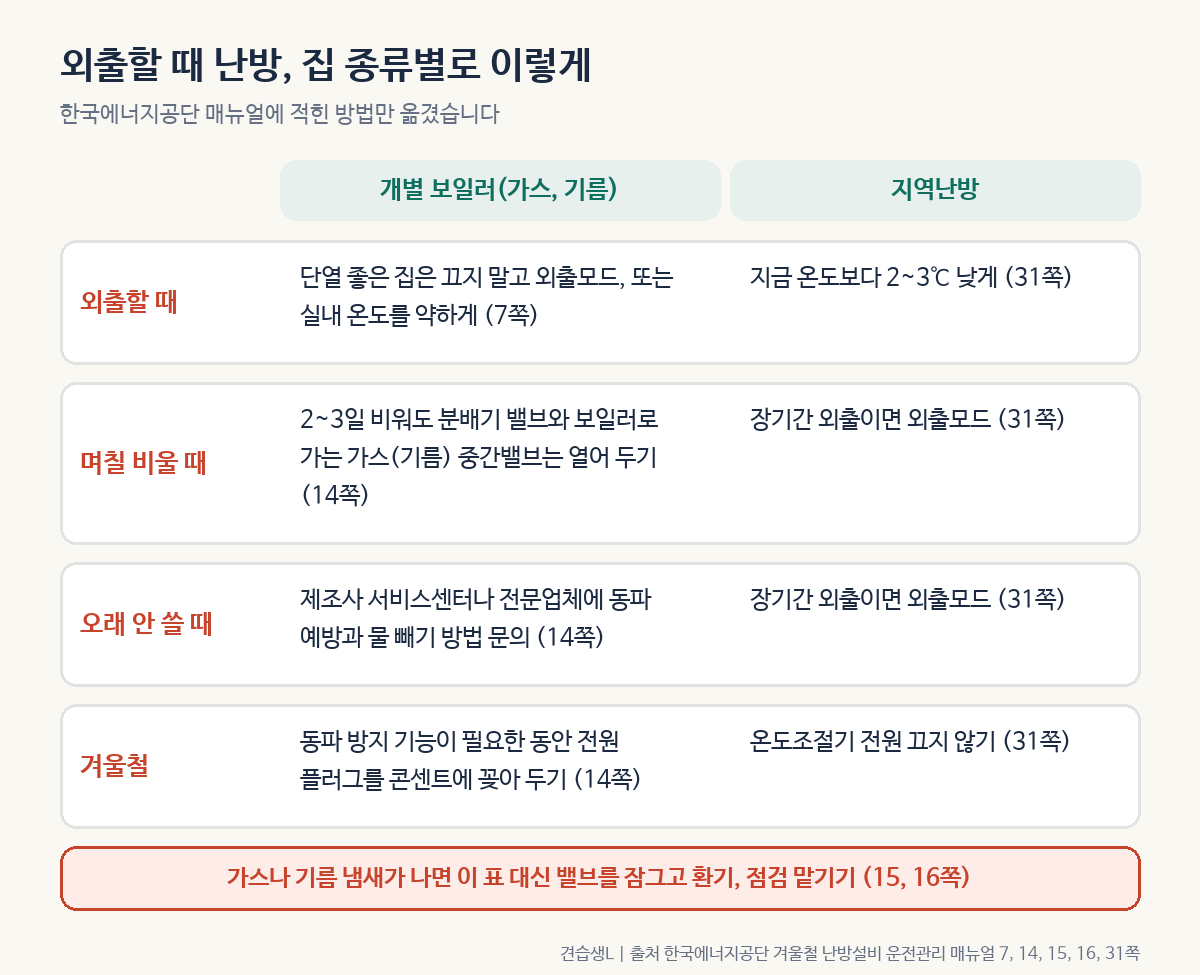 외출할 때 난방, 집 종류별로 이렇게
한국에너지공단 매뉴얼에 적힌 방법만 옮겼습니다
개별 보일러(가스, 기름)
지역난방
외출할 때
단열 좋은 집은 끄지 말고 외출모드, 또는
실내 온도를 약하게 (7쪽)
지금 온도보다 2~3℃ 낮게 (31쪽)
며칠 비울 때
2~3일 비워도 분배기 밸브와 보일러로
가는 가스(기름) 중간밸브는 열어 두기
(14쪽)
장기간 외출이면 외출모드 (31쪽)
오래 안 쓸 때
제조사 서비스센터나 전문업체에 동파
예방과 물 빼기 방법 문의 (14쪽)
장기간 외출이면 외출모드 (31쪽)
겨울철
동파 방지 기능이 필요한 동안 전원
플러그를 콘센트에 꽂아 두기 (14쪽)
온도조절기 전원 끄지 않기 (31쪽)
가스나 기름 냄새가 나면 이 표 대신 밸브를 잠그고 환기, 점검 맡기기 (15, 16쪽)
견습생L | 출처 한국에너지공단 겨울철 난방설비 운전관리 매뉴얼 7, 14, 15, 16, 31쪽